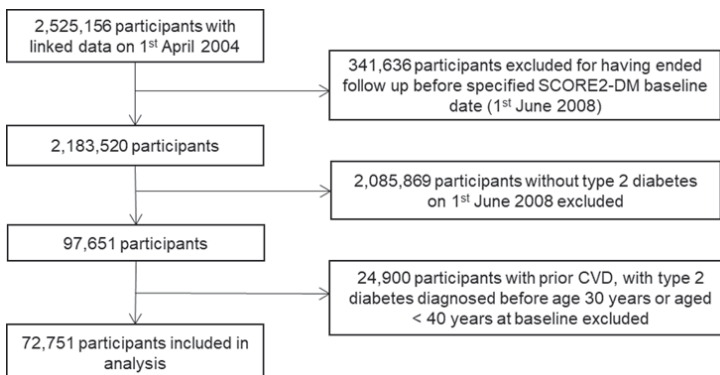 2,525,156 participants with
linked data on 1st April 2004
341,636 participants excluded for having ended
follow up before specified SCORE2-DM baseline
date (1st June 2008)
2,183,520 participants
2,085,869 participants without type 2 diabetes
on 1st June 2008 excluded
97,651 participants
24,900 participants with prior CVD, with type 2
diabetes diagnosed before age 30 years or aged
< 40 years at baseline excluded
72,751 participants included in
analysis